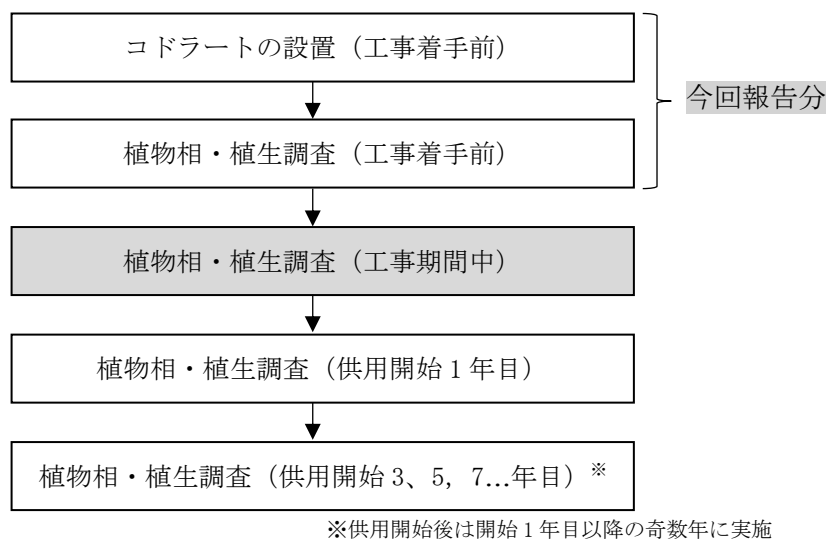 コドラートの設置（工事着手前）
今回報告分
植物相・植生調査（工事着手前）
植物相・植生調査（工事期間中）
植物相・植生調査（供用開始１年目）
植物相・植生調査（供用開始 3、5，7…年目）※
※供用開始後は開始１年目以降の奇数年に実施